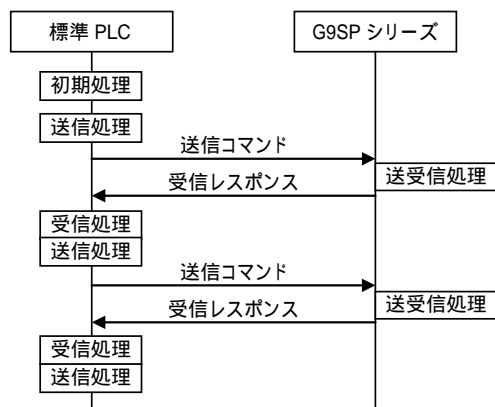 標準 PLC
G9SP シリーズ
初期処理
送信処理
送信コマンド
送受信処理
受信レスポンス
受信処理
送信処理
送信コマンド
送受信処理
受信レスポンス
受信処理
送信処理